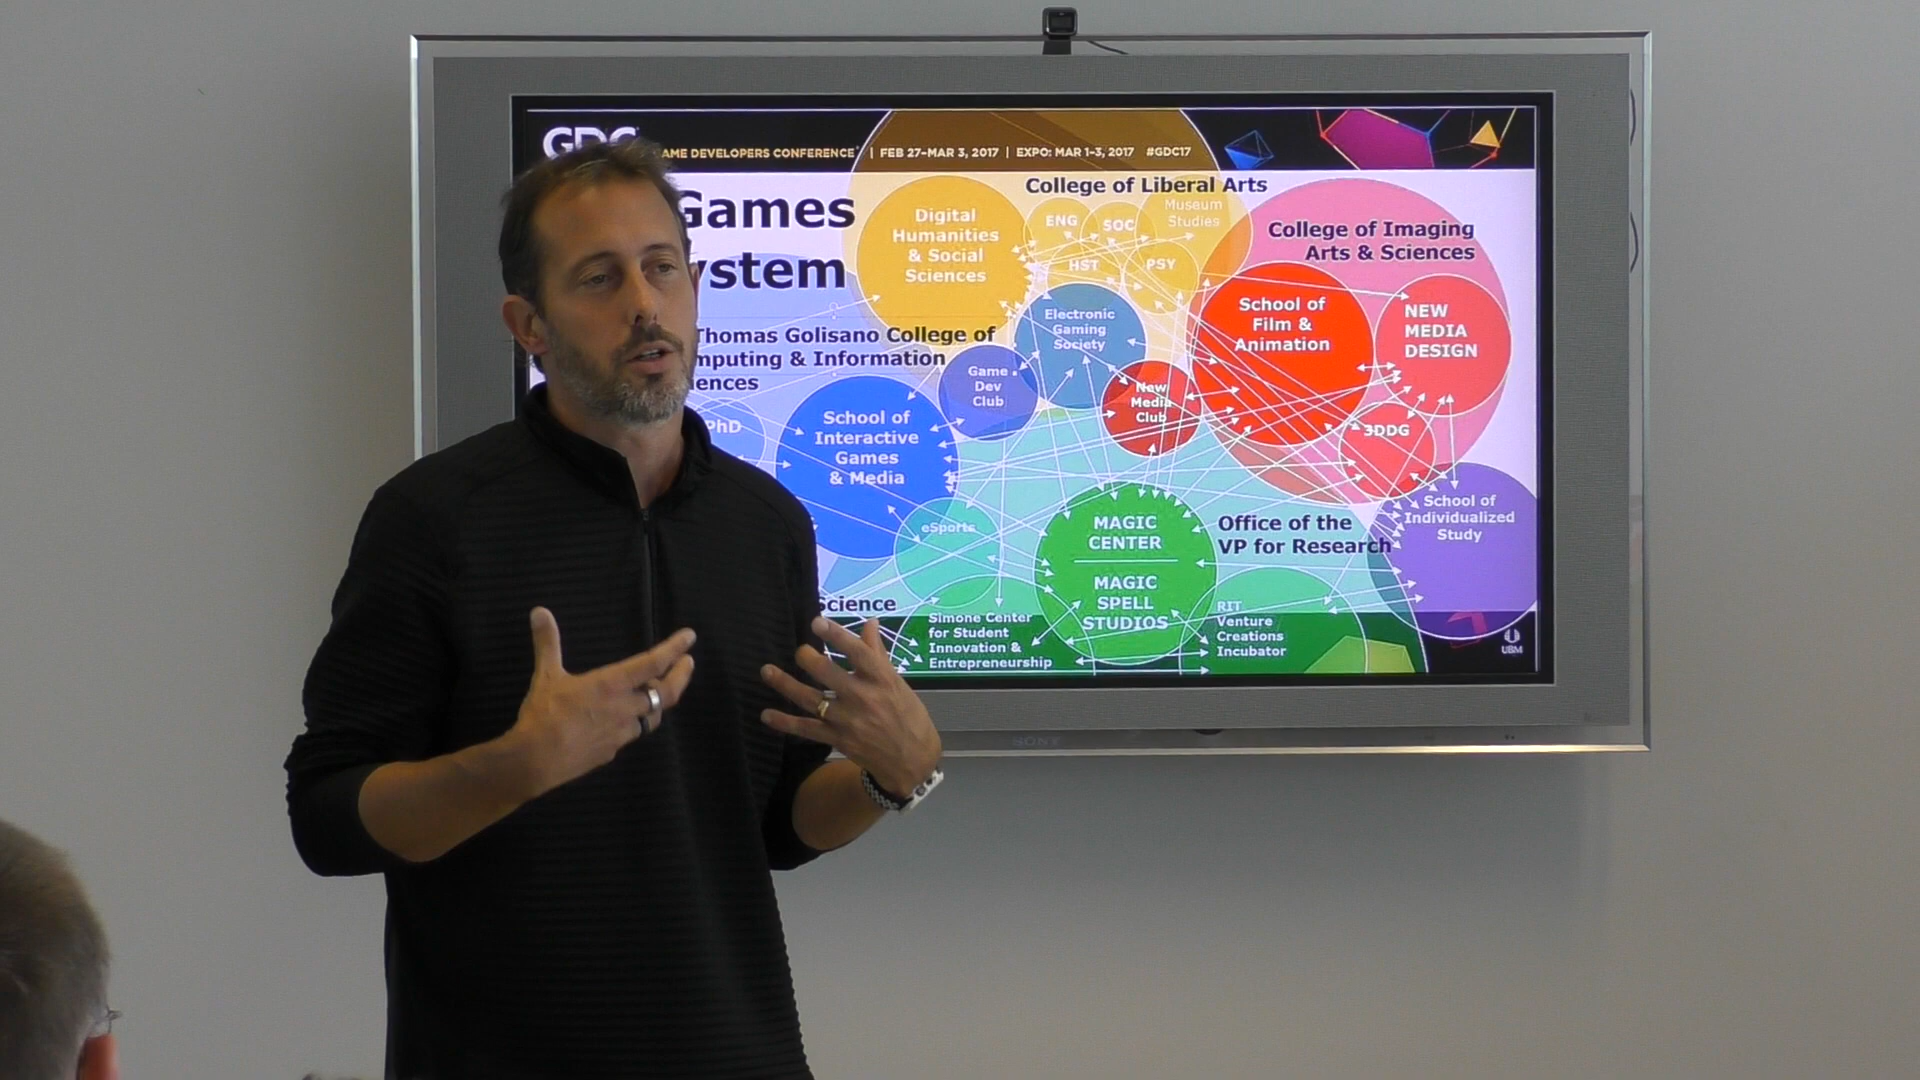 GDC
AME DEVELOPERS CONFERENCE | FEB 27-MAR 3, 2017 | EXPO: MAR 1-3, 2017 #GDC17
Games
ystem
College of Liberal Arts
Digital
Humanities
& Social
Sciences
ENG
SOC
Museum
Studies
HST
PSY
College of Imaging
Arts & Sciences
School of
Film &
Animation
NEW
MEDIA
DESIGN
3DDG
Electronic
Gaming
Society
Thomas Golisano College of
mputing & Information
iences
Game
Dev
Club
New
Media
Club
PhD
School of
Interactive
Games
& Media
eSports
MAGIC
CENTER
MAGIC
SPELL
STUDIOS
Office of the
VP for Research
School of
Individualized
Study
Science
Simone Center
for Student
Innovation &
Entrepreneurship
RIT
Venture
Creations
Incubator
UBM
SONY